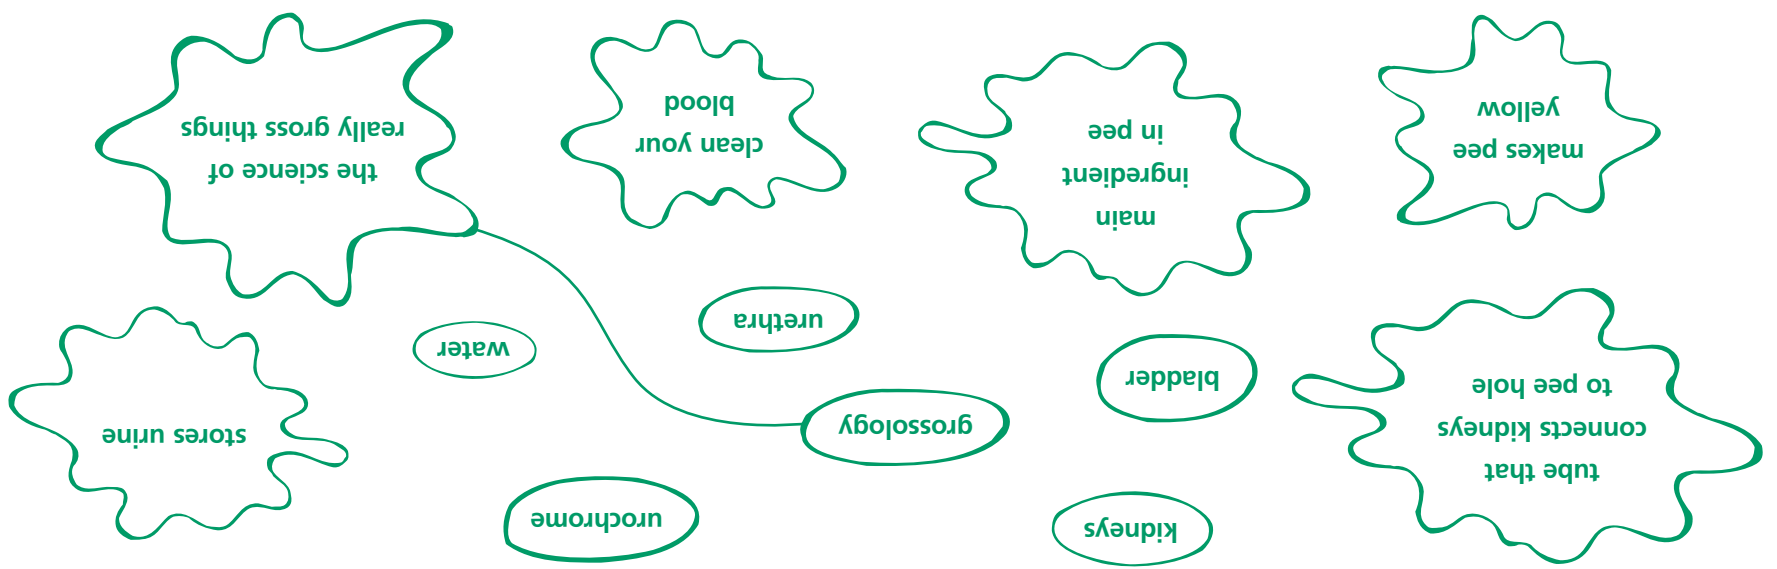 kidneys
urochrome
tube that
connects kidneys
to pee hole
grossology
stores urine
bladder
water
urethra
main
ingredient
in pee
the science of
really gross things
makes pee
yellow
clean your
blood